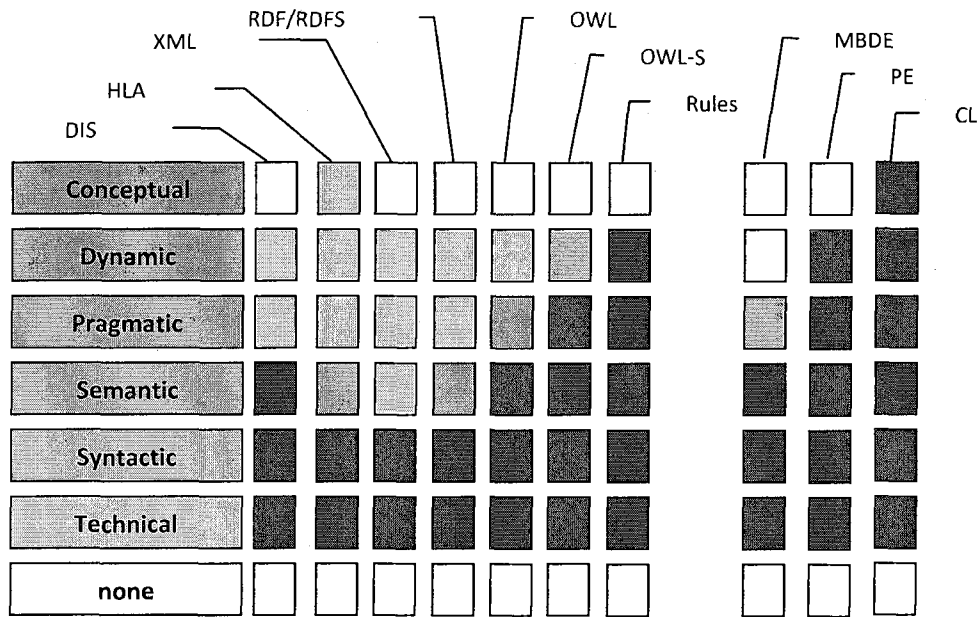 RDF/RDFS
OWL
XML
MBDE
OWL-S
PE
HLA
Rules
CL
DIS
Conceptual
Dynamic
Pragmatic
Semantic
Syntactic
Technical
none